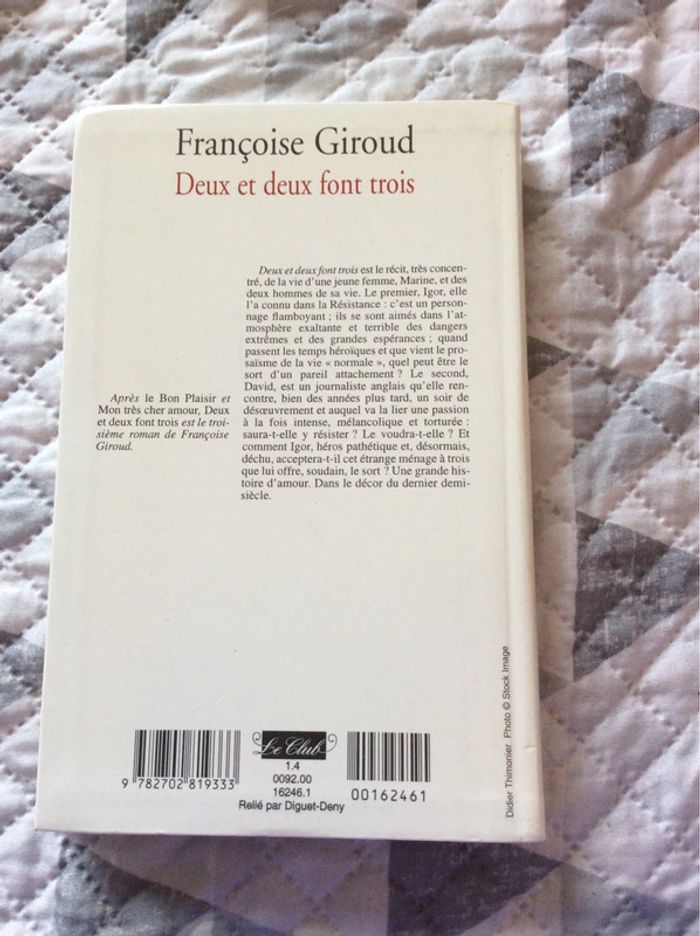 Françoise Giroud
Deux et deux font trois
Deux et deux font trois est le récit, très concen-
tré, de la vie d'une jeune femme, Marine, et des
deux hommes de sa vie. Le premier, Igor, elle
l'a connu dans la Résistance : c'est un person-
nage flamboyant ; ils se sont aimés dans l'at-
mosphère exaltante et terrible des dangers
extrêmes et des grandes espérances ; quand
passent les temps héroïques et que vient le pro-
saïsme de la vie « normale », quel peut être le
sort d'un pareil attachement ? Le second,
David, est un journaliste anglais qu'elle ren-
contre, bien des années plus tard, un soir de
désœuvrement et auquel va la lier une passion
à la fois intense, mélancolique et torturée :
saura-t-elle y résister ? Le voudra-t-elle ? Et
comment Igor, héros pathétique et, désormais,
déchu, acceptera-t-il cet étrange ménage à trois
que lui offre, soudain, le sort ? Une grande his-
toire d'amour. Dans le décor du dernier demi-
siècle.
Après le Bon Plaisir et
Mon très cher amour, Deux
et deux font trois est le troi-
sième roman de Françoise
Giroud.
Le Club
1.4
0092.00
16246.1
Relié par Diguet-Deny
9 782702 819333
00162461
Didier Thimonier Photo © Stock Image